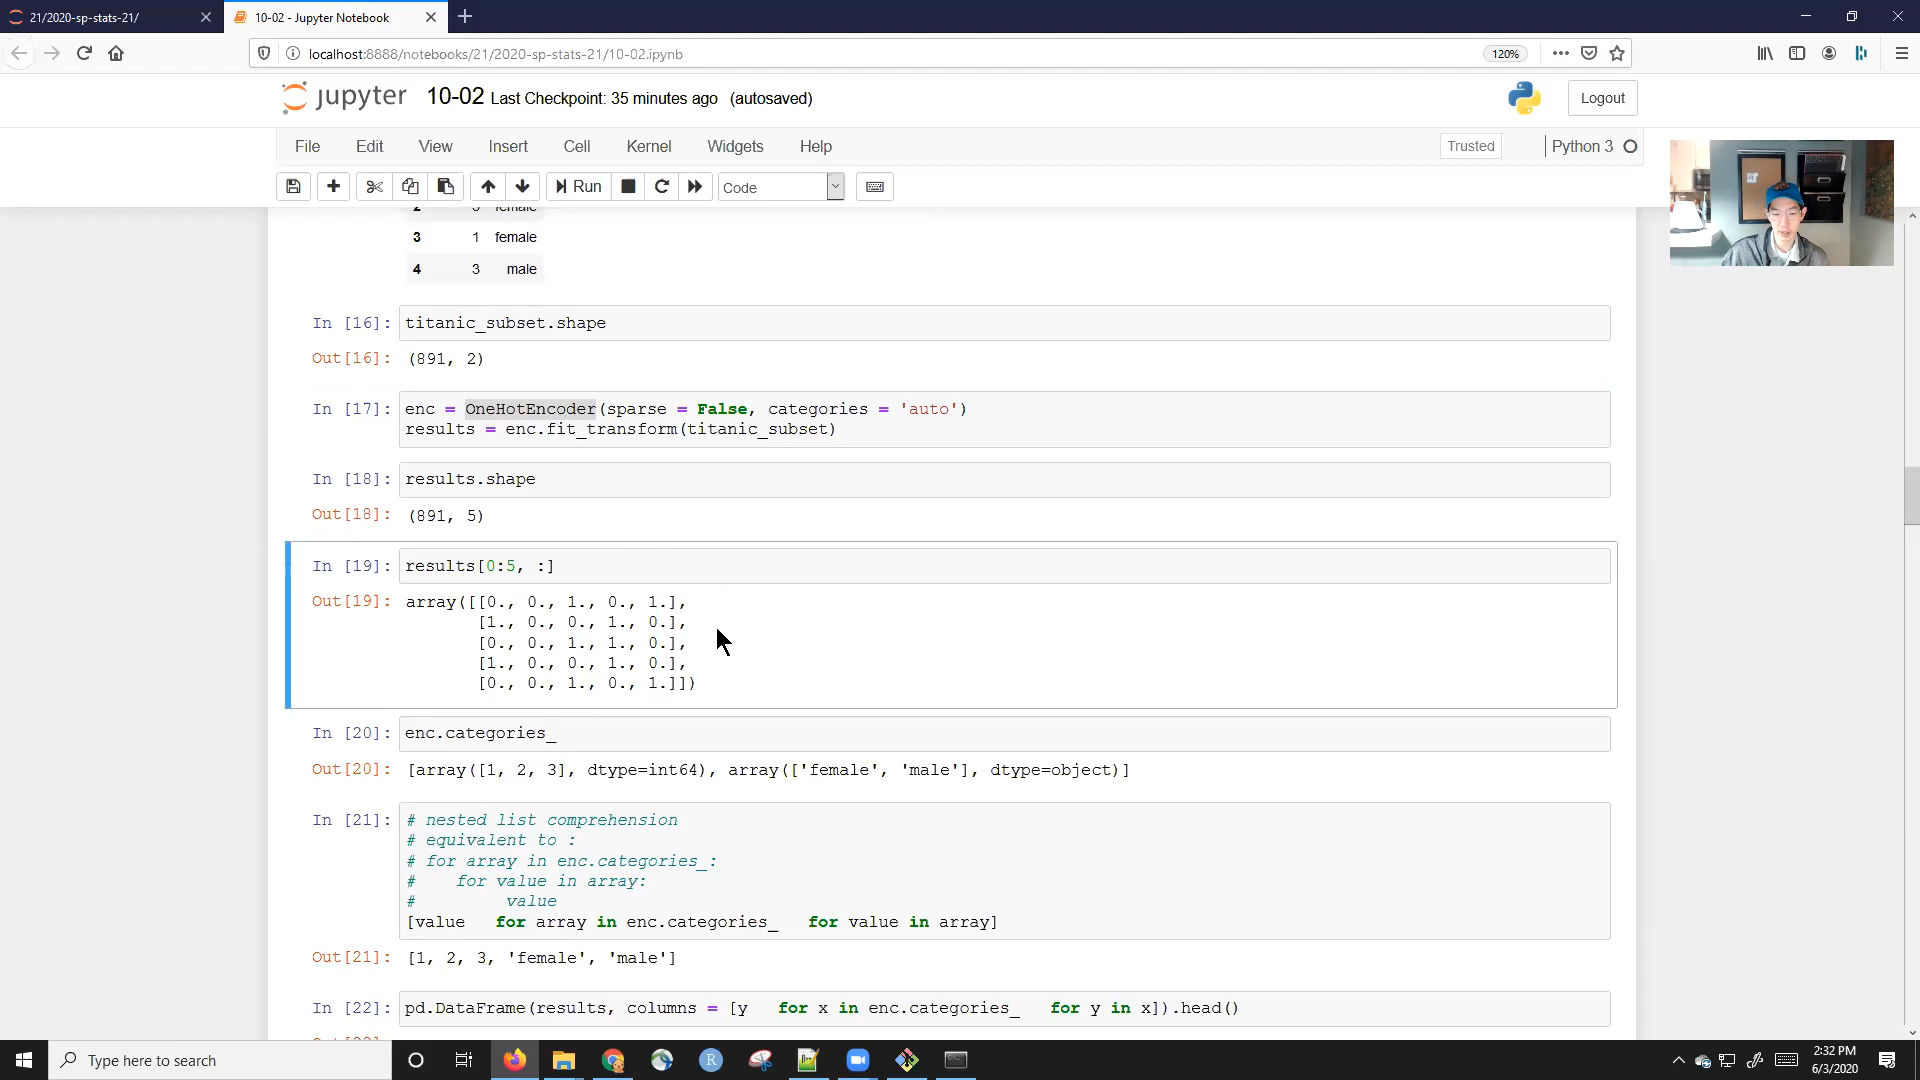 21/2020-sp-stats-21/
10-02 - Jupyter Notebook
localhost:8888/notebooks/21/2020-sp-stats-21/10-02.ipynb
120%
jupyter 10-02 Last Checkpoint: 35 minutes ago (autosaved)
Logout
File Edit View Insert Cell Kernel Widgets Help
Trusted
Python 3
Run
Code
2 3 female
3 1 female
4 3 male
In [16]: titanic_subset.shape
Out[16]: (891, 2)
In [17]: enc = OneHotEncoder(sparse = False, categories = 'auto')
results = enc.fit_transform(titanic_subset)
In [18]: results.shape
Out[18]: (891, 5)
In [19]: results[0:5, :]
Out[19]: array([[0., 0., 1., 0., 1.],
[1., 0., 0., 1., 0.],
[0., 0., 1., 1., 0.],
[1., 0., 0., 1., 0.],
[0., 0., 1., 0., 1.]])
In [20]: enc.categories_
Out[20]: [array([1, 2, 3], dtype=int64), array(['female', 'male'], dtype=object)]
In [21]: # nested list comprehension
# equivalent to :
# for array in enc.categories_:
#    for value in array:
#         value
[value   for array in enc.categories_   for value in array]
Out[21]: [1, 2, 3, 'female', 'male']
In [22]: pd.DataFrame(results, columns = [y   for x in enc.categories_   for y in x]).head()
Type here to search
2:32 PM
6/3/2020